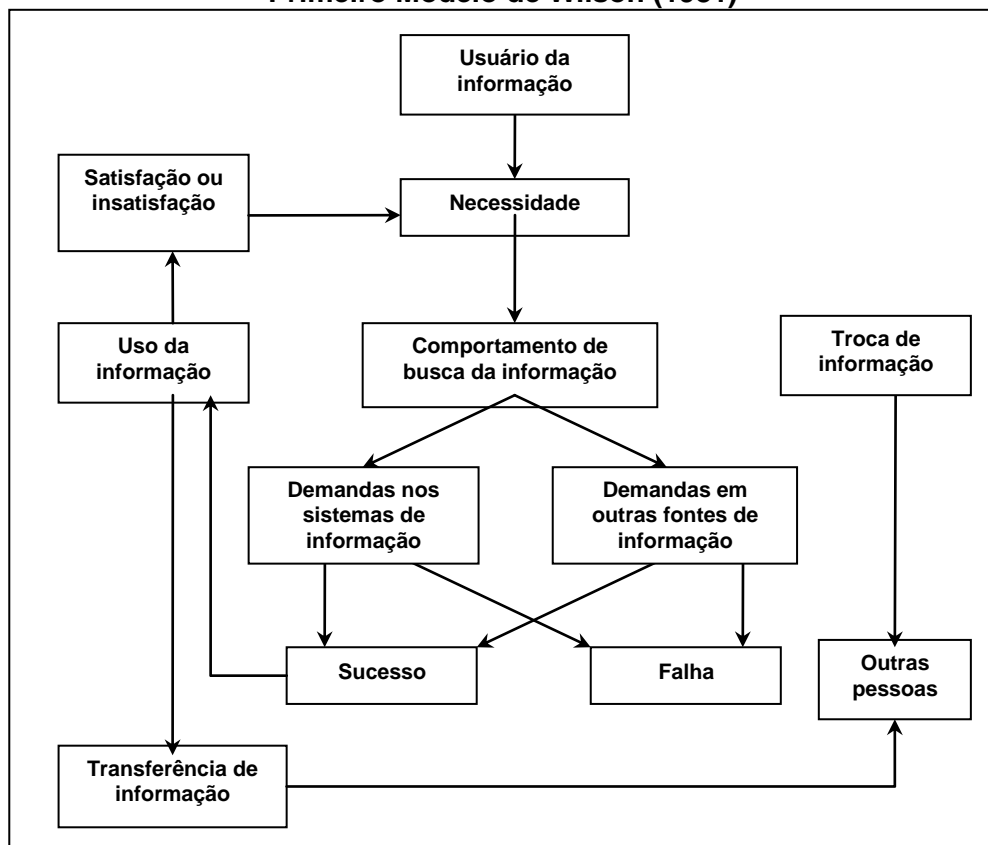 Primeiro Modelo de Wilson (1981)
Usuário da
informação
Satisfação ou
insatisfação
Necessidade
Uso da
informação
Comportamento de
busca da informação
Troca de
informação
Demandas nos
sistemas de
informação
Demandas em
outras fontes de
informação
Sucesso
Falha
Outras
pessoas
Transferência de
informação